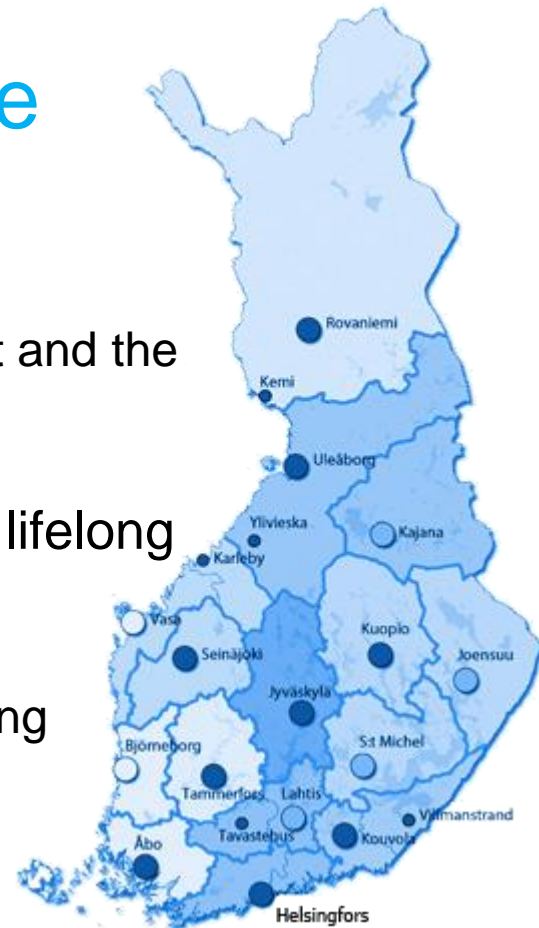 e
t and the
lifelong
ng
Rovaniemi
Kemi
Uleåborg
Ylivieska
Kajana
Karleby
Vasa
Kuopio
Seinäjoki
Joensuu
Jyväskylä
Björneborg
S:t Michel
Tammerfors
Lahtis
Villmanstrand
Tavastehus
Kouvola
Åbo
Helsingfors